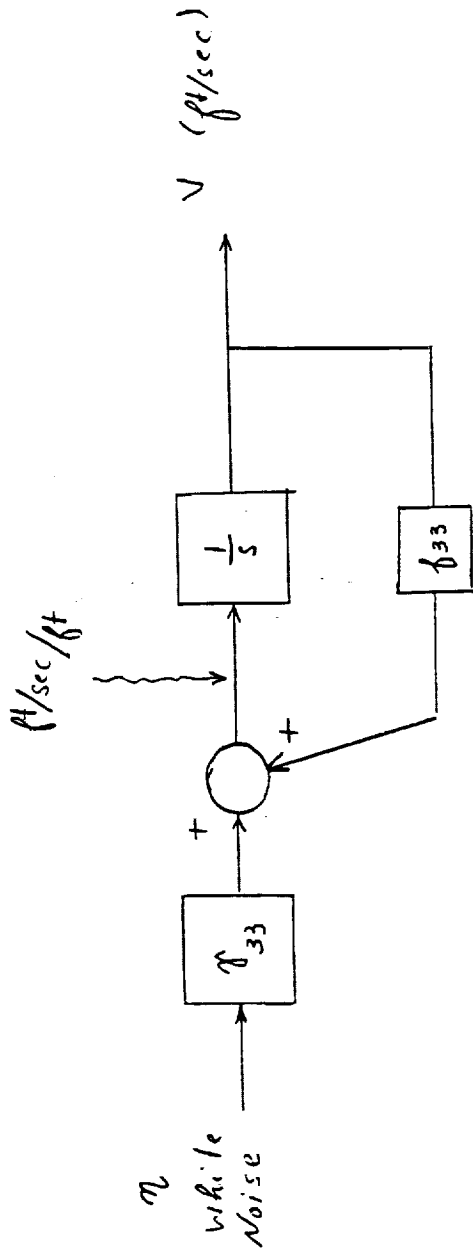 η
White
Noise
γ33
+
+
ft/sec/ft
1/s
f33
V (ft/sec)